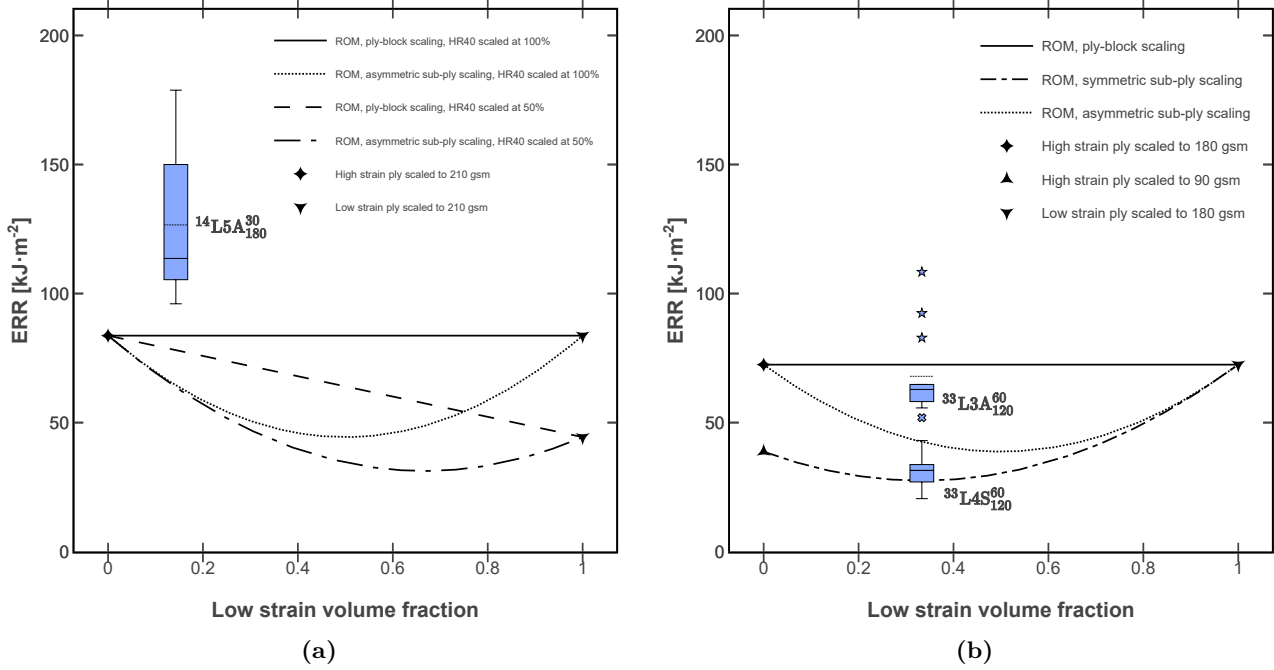 200
150
100
50
0
0
0.2
0.4
0.6
0.8
1
ERR [kJ·m⁻²]
Low strain volume fraction
ROM, ply-block scaling, HR40 scaled at 100%
ROM, asymmetric sub-ply scaling, HR40 scaled at 100%
ROM, ply-block scaling, HR40 scaled at 50%
ROM, asymmetric sub-ply scaling, HR40 scaled at 50%
High strain ply scaled to 210 gsm
Low strain ply scaled to 210 gsm
¹⁴L5A³⁰₁₈₀
(a)
200
150
100
50
0
0
0.2
0.4
0.6
0.8
1
ERR [kJ·m⁻²]
Low strain volume fraction
ROM, ply-block scaling
ROM, symmetric sub-ply scaling
ROM, asymmetric sub-ply scaling
High strain ply scaled to 180 gsm
High strain ply scaled to 90 gsm
Low strain ply scaled to 180 gsm
³³L3A⁶⁰₁₂₀
³³L4S⁶⁰₁₂₀
(b)